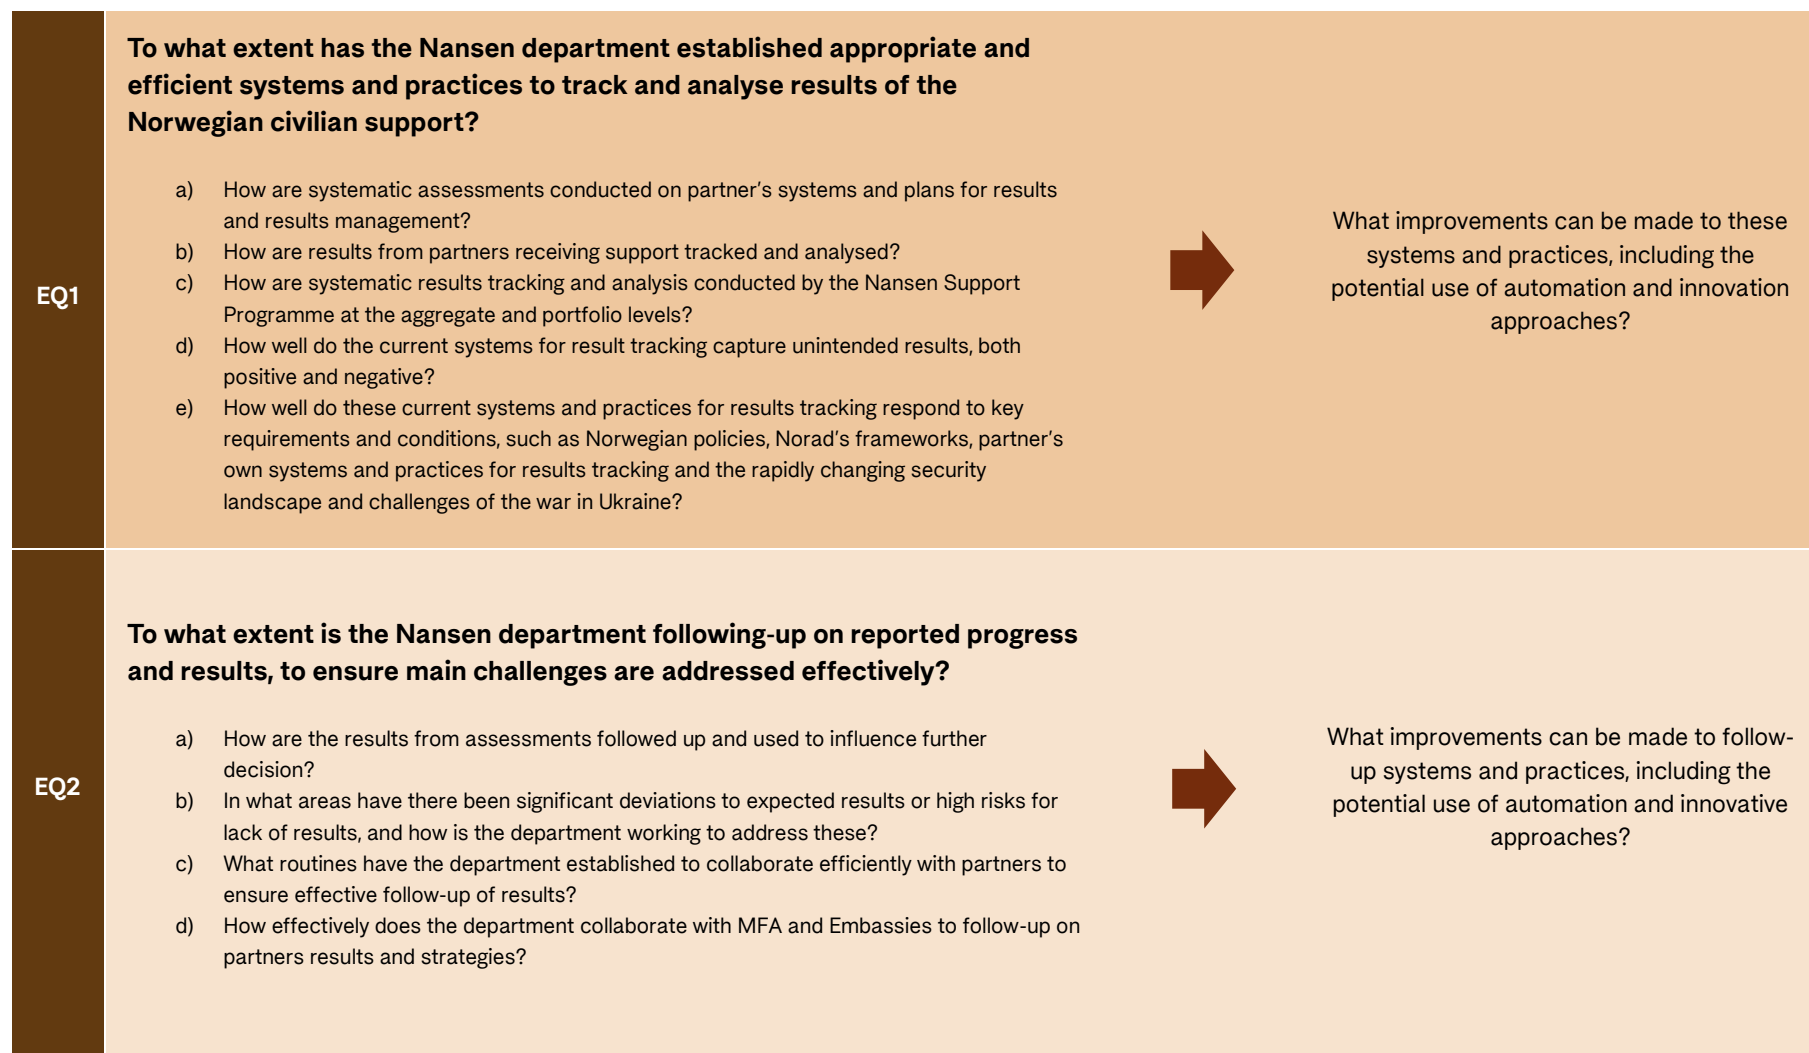 EQ1
To what extent has the Nansen department established appropriate and
efficient systems and practices to track and analyse results of the
Norwegian civilian support?
a) How are systematic assessments conducted on partner's systems and plans for results
and results management?
b) How are results from partners receiving support tracked and analysed?
c) How are systematic results tracking and analysis conducted by the Nansen Support
Programme at the aggregate and portfolio levels?
d) How well do the current systems for result tracking capture unintended results, both
positive and negative?
e) How well do these current systems and practices for results tracking respond to key
requirements and conditions, such as Norwegian policies, Norad's frameworks, partner's
own systems and practices for results tracking and the rapidly changing security
landscape and challenges of the war in Ukraine?
What improvements can be made to these
systems and practices, including the
potential use of automation and innovation
approaches?
EQ2
To what extent is the Nansen department following-up on reported progress
and results, to ensure main challenges are addressed effectively?
a) How are the results from assessments followed up and used to influence further
decision?
b) In what areas have there been significant deviations to expected results or high risks for
lack of results, and how is the department working to address these?
c) What routines have the department established to collaborate efficiently with partners to
ensure effective follow-up of results?
d) How effectively does the department collaborate with MFA and Embassies to follow-up on
partners results and strategies?
What improvements can be made to follow-
up systems and practices, including the
potential use of automation and innovative
approaches?